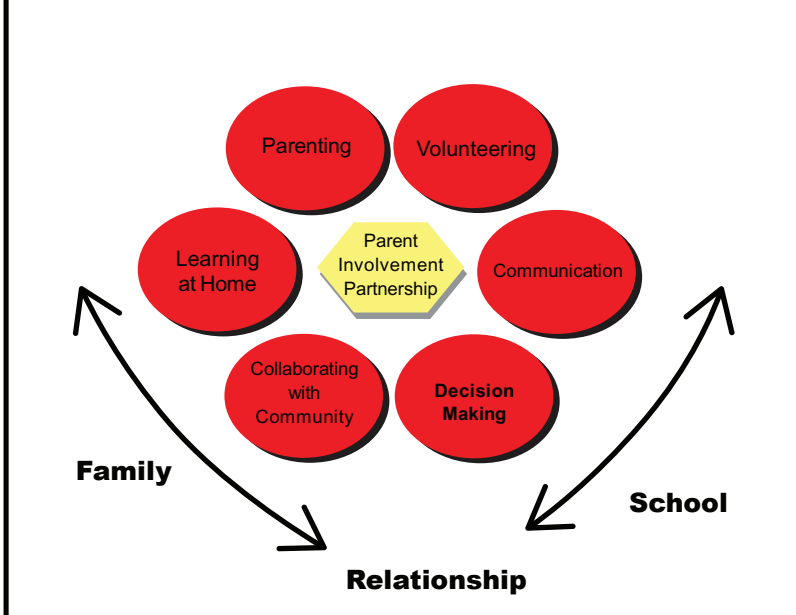 Parenting
Volunteering
Learning
at Home
Parent
Involvement
Partnership
Communication
Collaborating
with
Community
Decision
Making
Family
School
Relationship